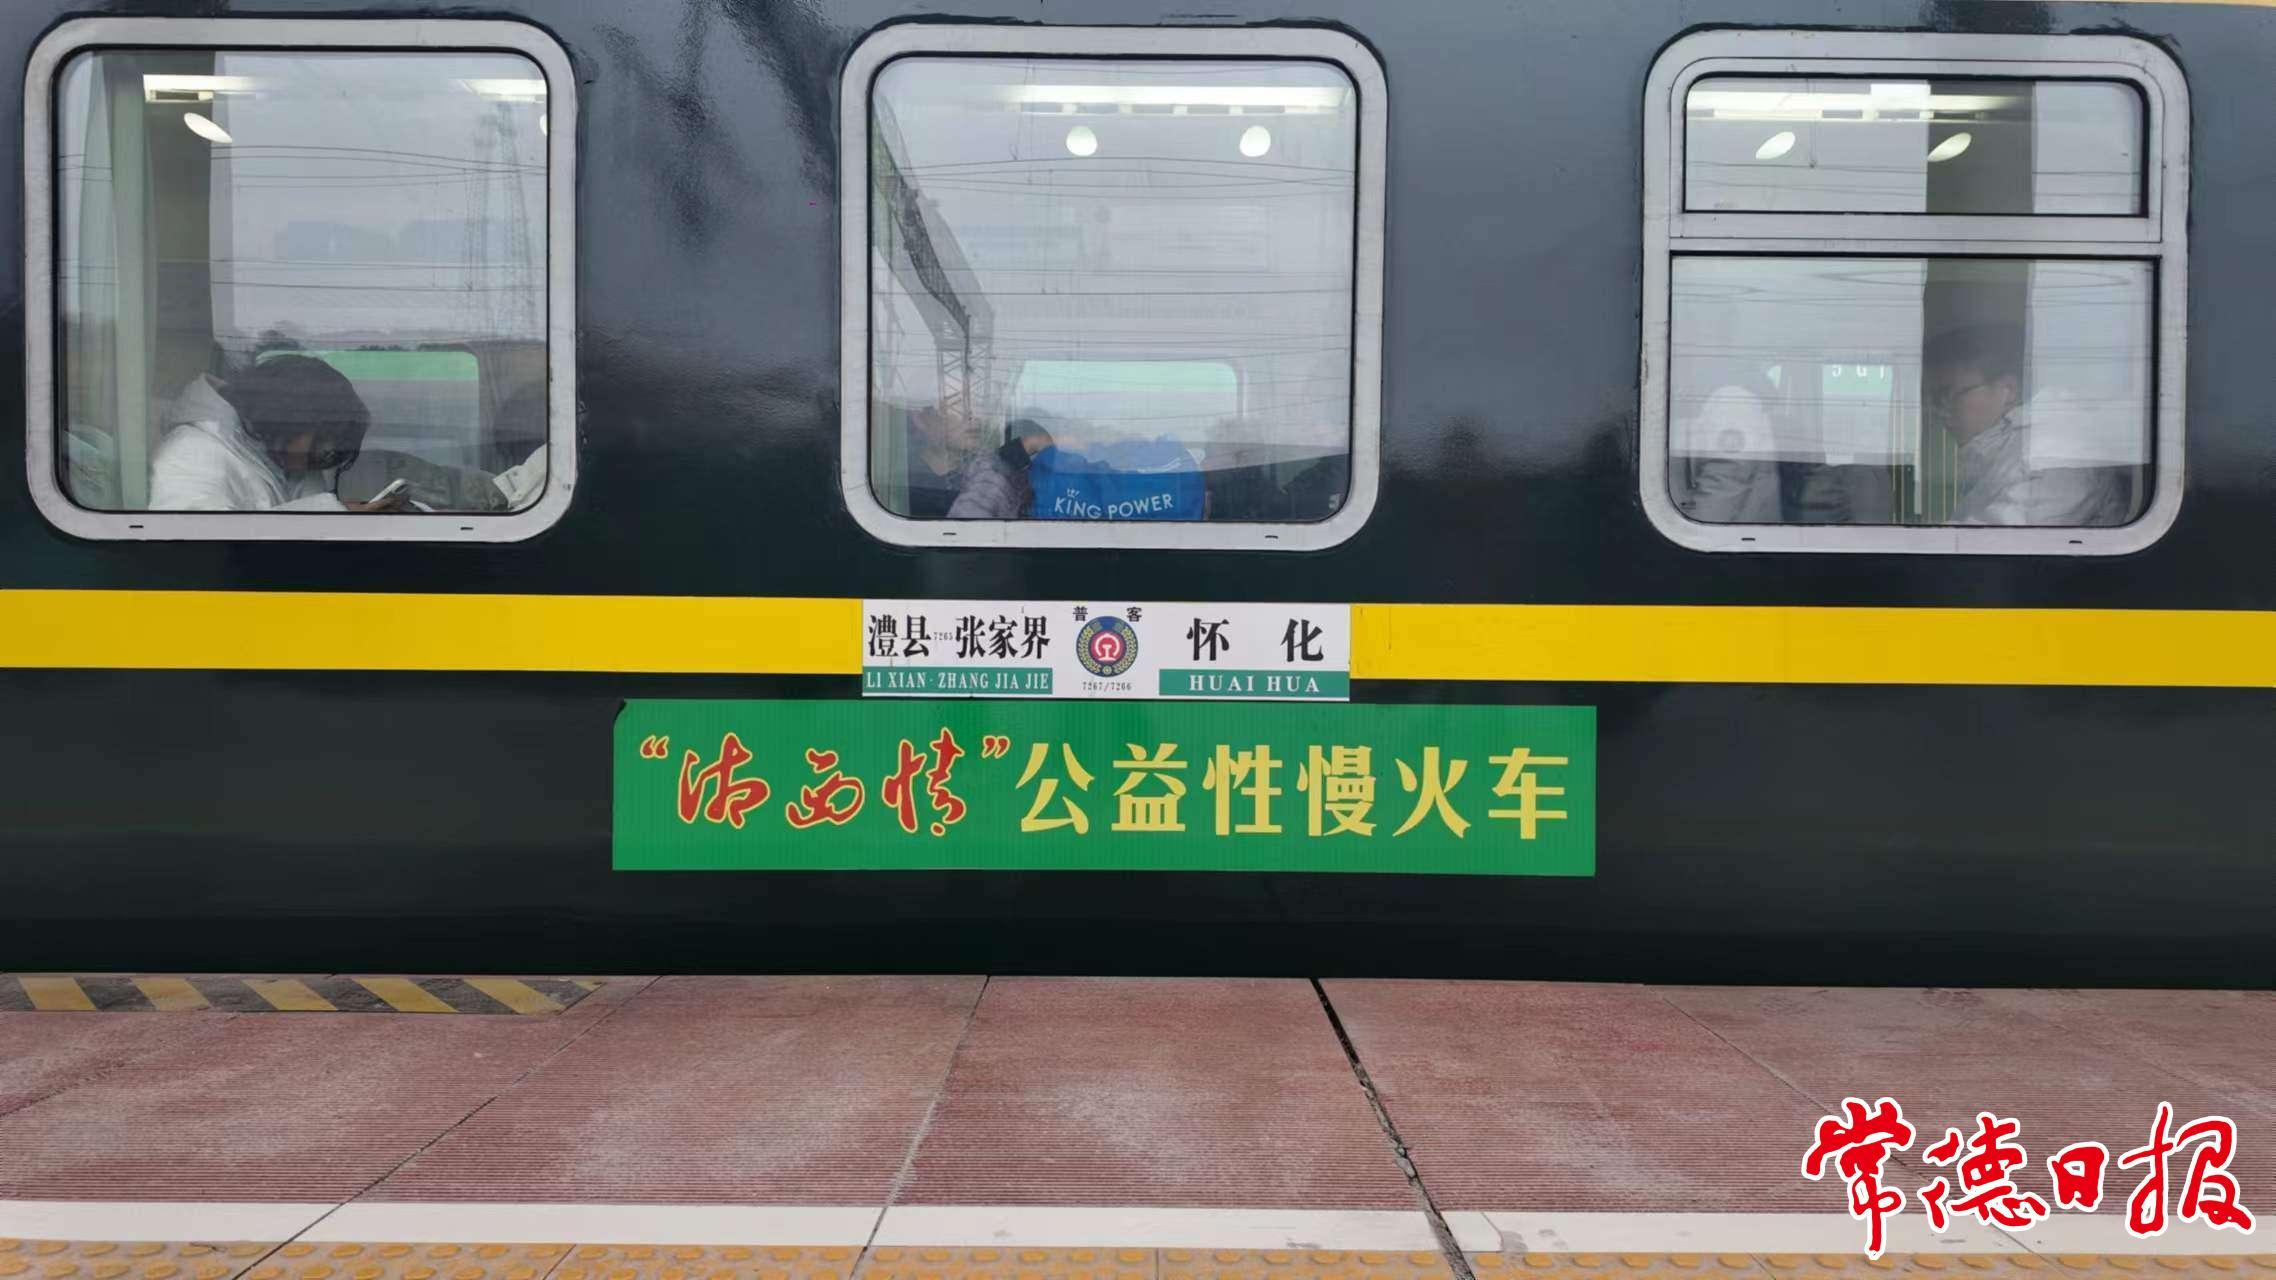 KING POWER
普 客
澧县 7265 张家界 怀化
LI XIAN · ZHANG JIA JIE 7267/7266 HUAI HUA
“湘西情”公益性慢火车
常德日报